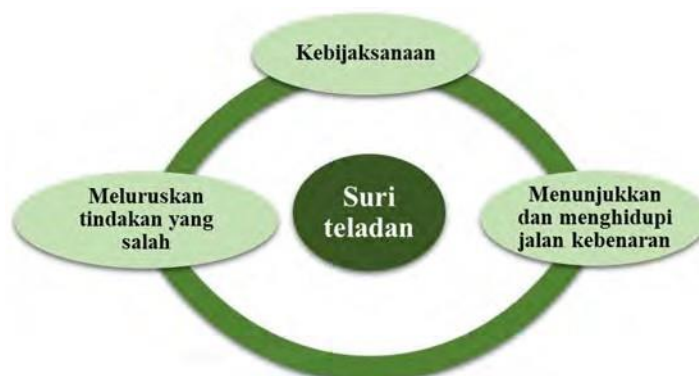 Kebijaksanaan
Meluruskan
tindakan yang
salah
Suri
teladan
Menunjukkan
dan menghidupi
jalan kebenaran